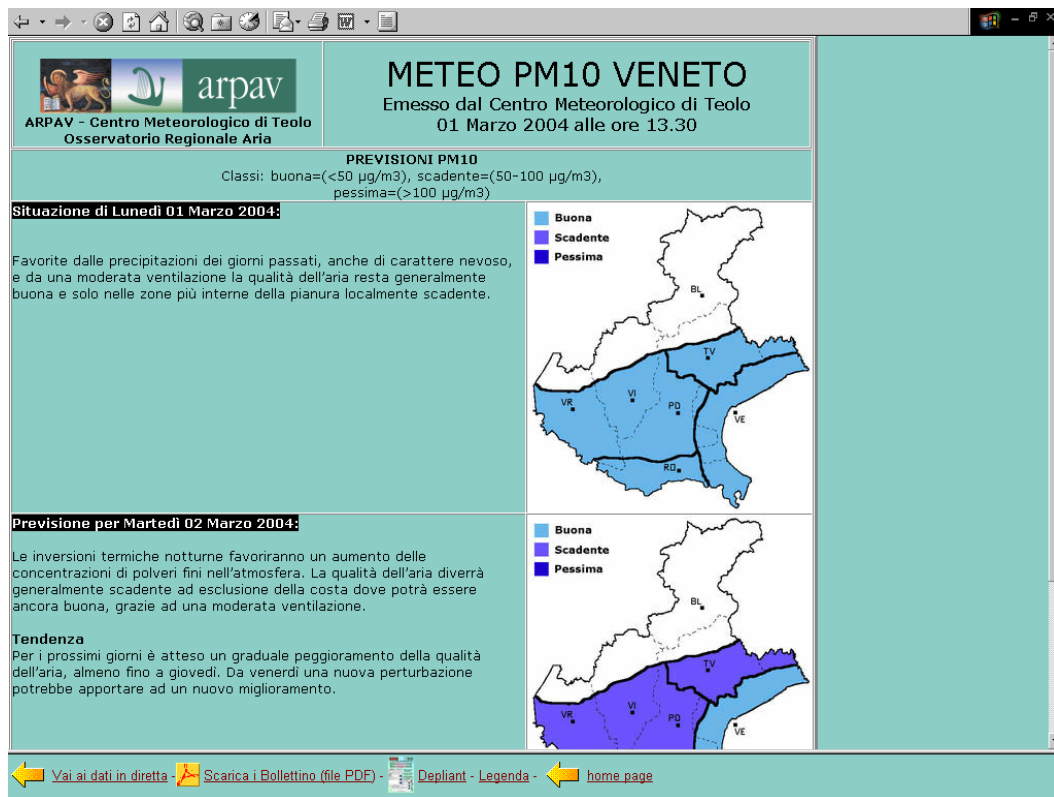 arpav
ARPAV - Centro Meteorologico di Teolo
Osservatorio Regionale Aria
METEO PM10 VENETO
Emesso dal Centro Meteorologico di Teolo
01 Marzo 2004 alle ore 13.30
PREVISIONI PM10
Classi: buona=(<50 µg/m3), scadente=(50-100 µg/m3),
pessima=(>100 µg/m3)
Situazione di Lunedì 01 Marzo 2004:
Favorite dalle precipitazioni dei giorni passati, anche di carattere nevoso,
e da una moderata ventilazione la qualità dell'aria resta generalmente
buona e solo nelle zone più interne della pianura localmente scadente.
Buona
Scadente
Pessima
BL
TV
VR
VI
PD
VE
RO
Previsione per Martedì 02 Marzo 2004:
Le inversioni termiche notturne favoriranno un aumento delle
concentrazioni di polveri fini nell'atmosfera. La qualità dell'aria diverrà
generalmente scadente ad esclusione della costa dove potrà essere
ancora buona, grazie ad una moderata ventilazione.
Tendenza
Per i prossimi giorni è atteso un graduale peggioramento della qualità
dell'aria, almeno fino a giovedì. Da venerdì una nuova perturbazione
potrebbe apportare ad un nuovo miglioramento.
Buona
Scadente
Pessima
BL
TV
VR
VI
PD
VE
Vai ai dati in diretta - Scarica i Bollettino (file PDF) - Depliant - Legenda - home page